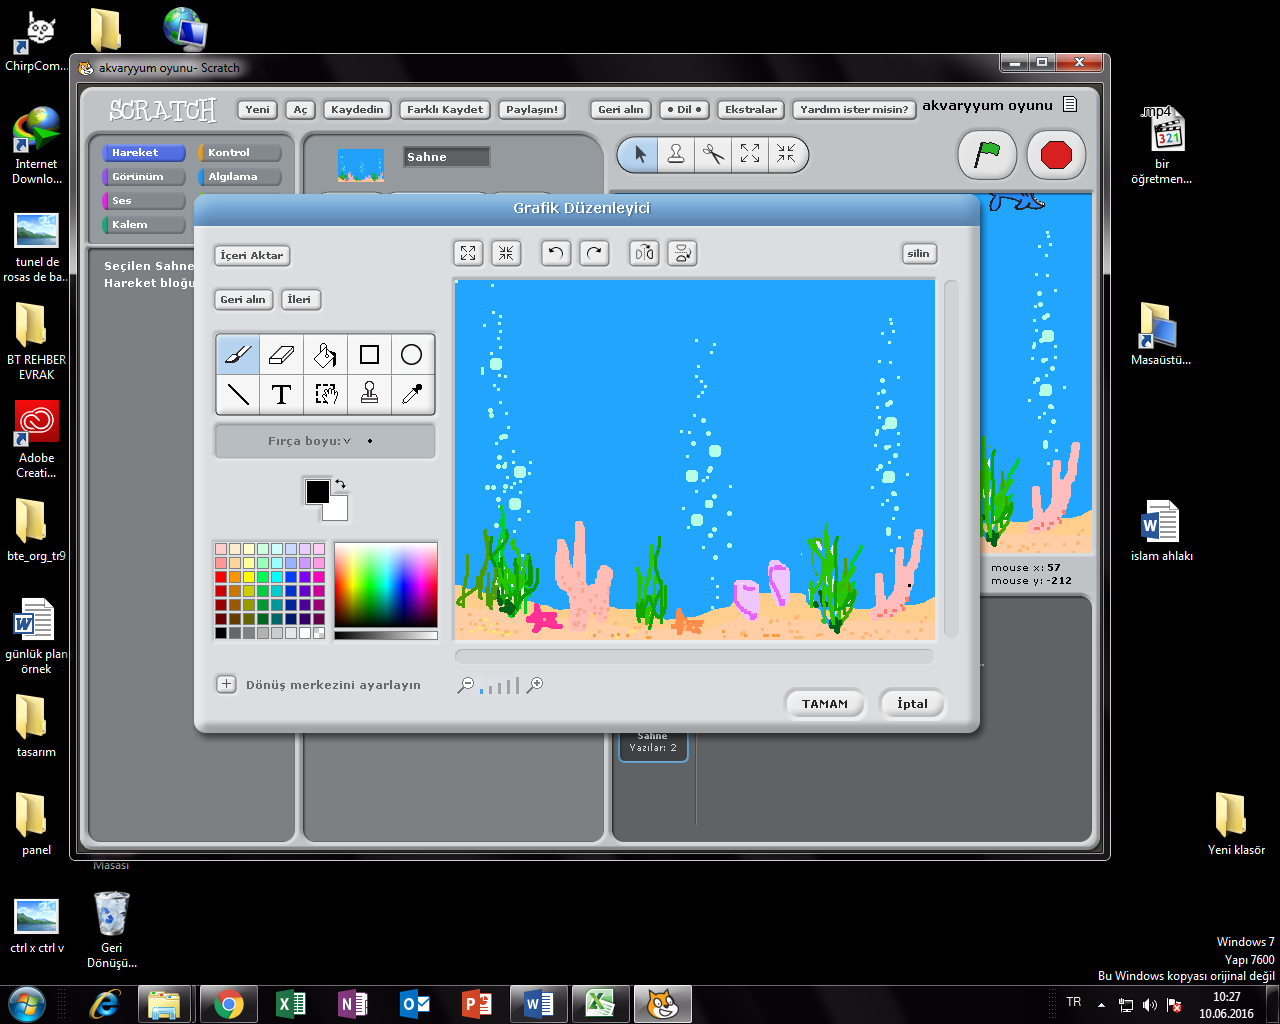 ChirpCom...
akvaryyum oyunu- Scratch
SCRATCH
Yeni
Aç
Kaydedin
Farklı Kaydet
Paylaşın!
Geri alın
• Dil •
Ekstralar
Yardım ister misin?
akvaryyum oyunu
Hareket
Kontrol
Görünüm
Algılama
Ses
Kalem
Sahne
Seçilen Sahne
Hareket bloğu
Grafik Düzenleyici
İçeri Aktar
silin
Geri alın
İleri
T
Fırça boyu:
Dönüş merkezini ayarlayın
TAMAM
İptal
mouse x: 57
mouse y: -212
Sahne
Yazılar: 2
Internet
Downlo...
tunel de
rosas de ba...
BT REHBER
EVRAK
Adobe
Creati...
bte_org_tr9
günlük plan
örnek
tasarım
panel
Masası
ctrl x ctrl v
Geri
Dönüşü...
.mp4
321
bir
öğretmen...
Masaüstü...
islam ahlakı
Yeni klasör
Windows 7
Yapı 7600
Bu Windows kopyası orijinal değil
TR
10:27
10.06.2016